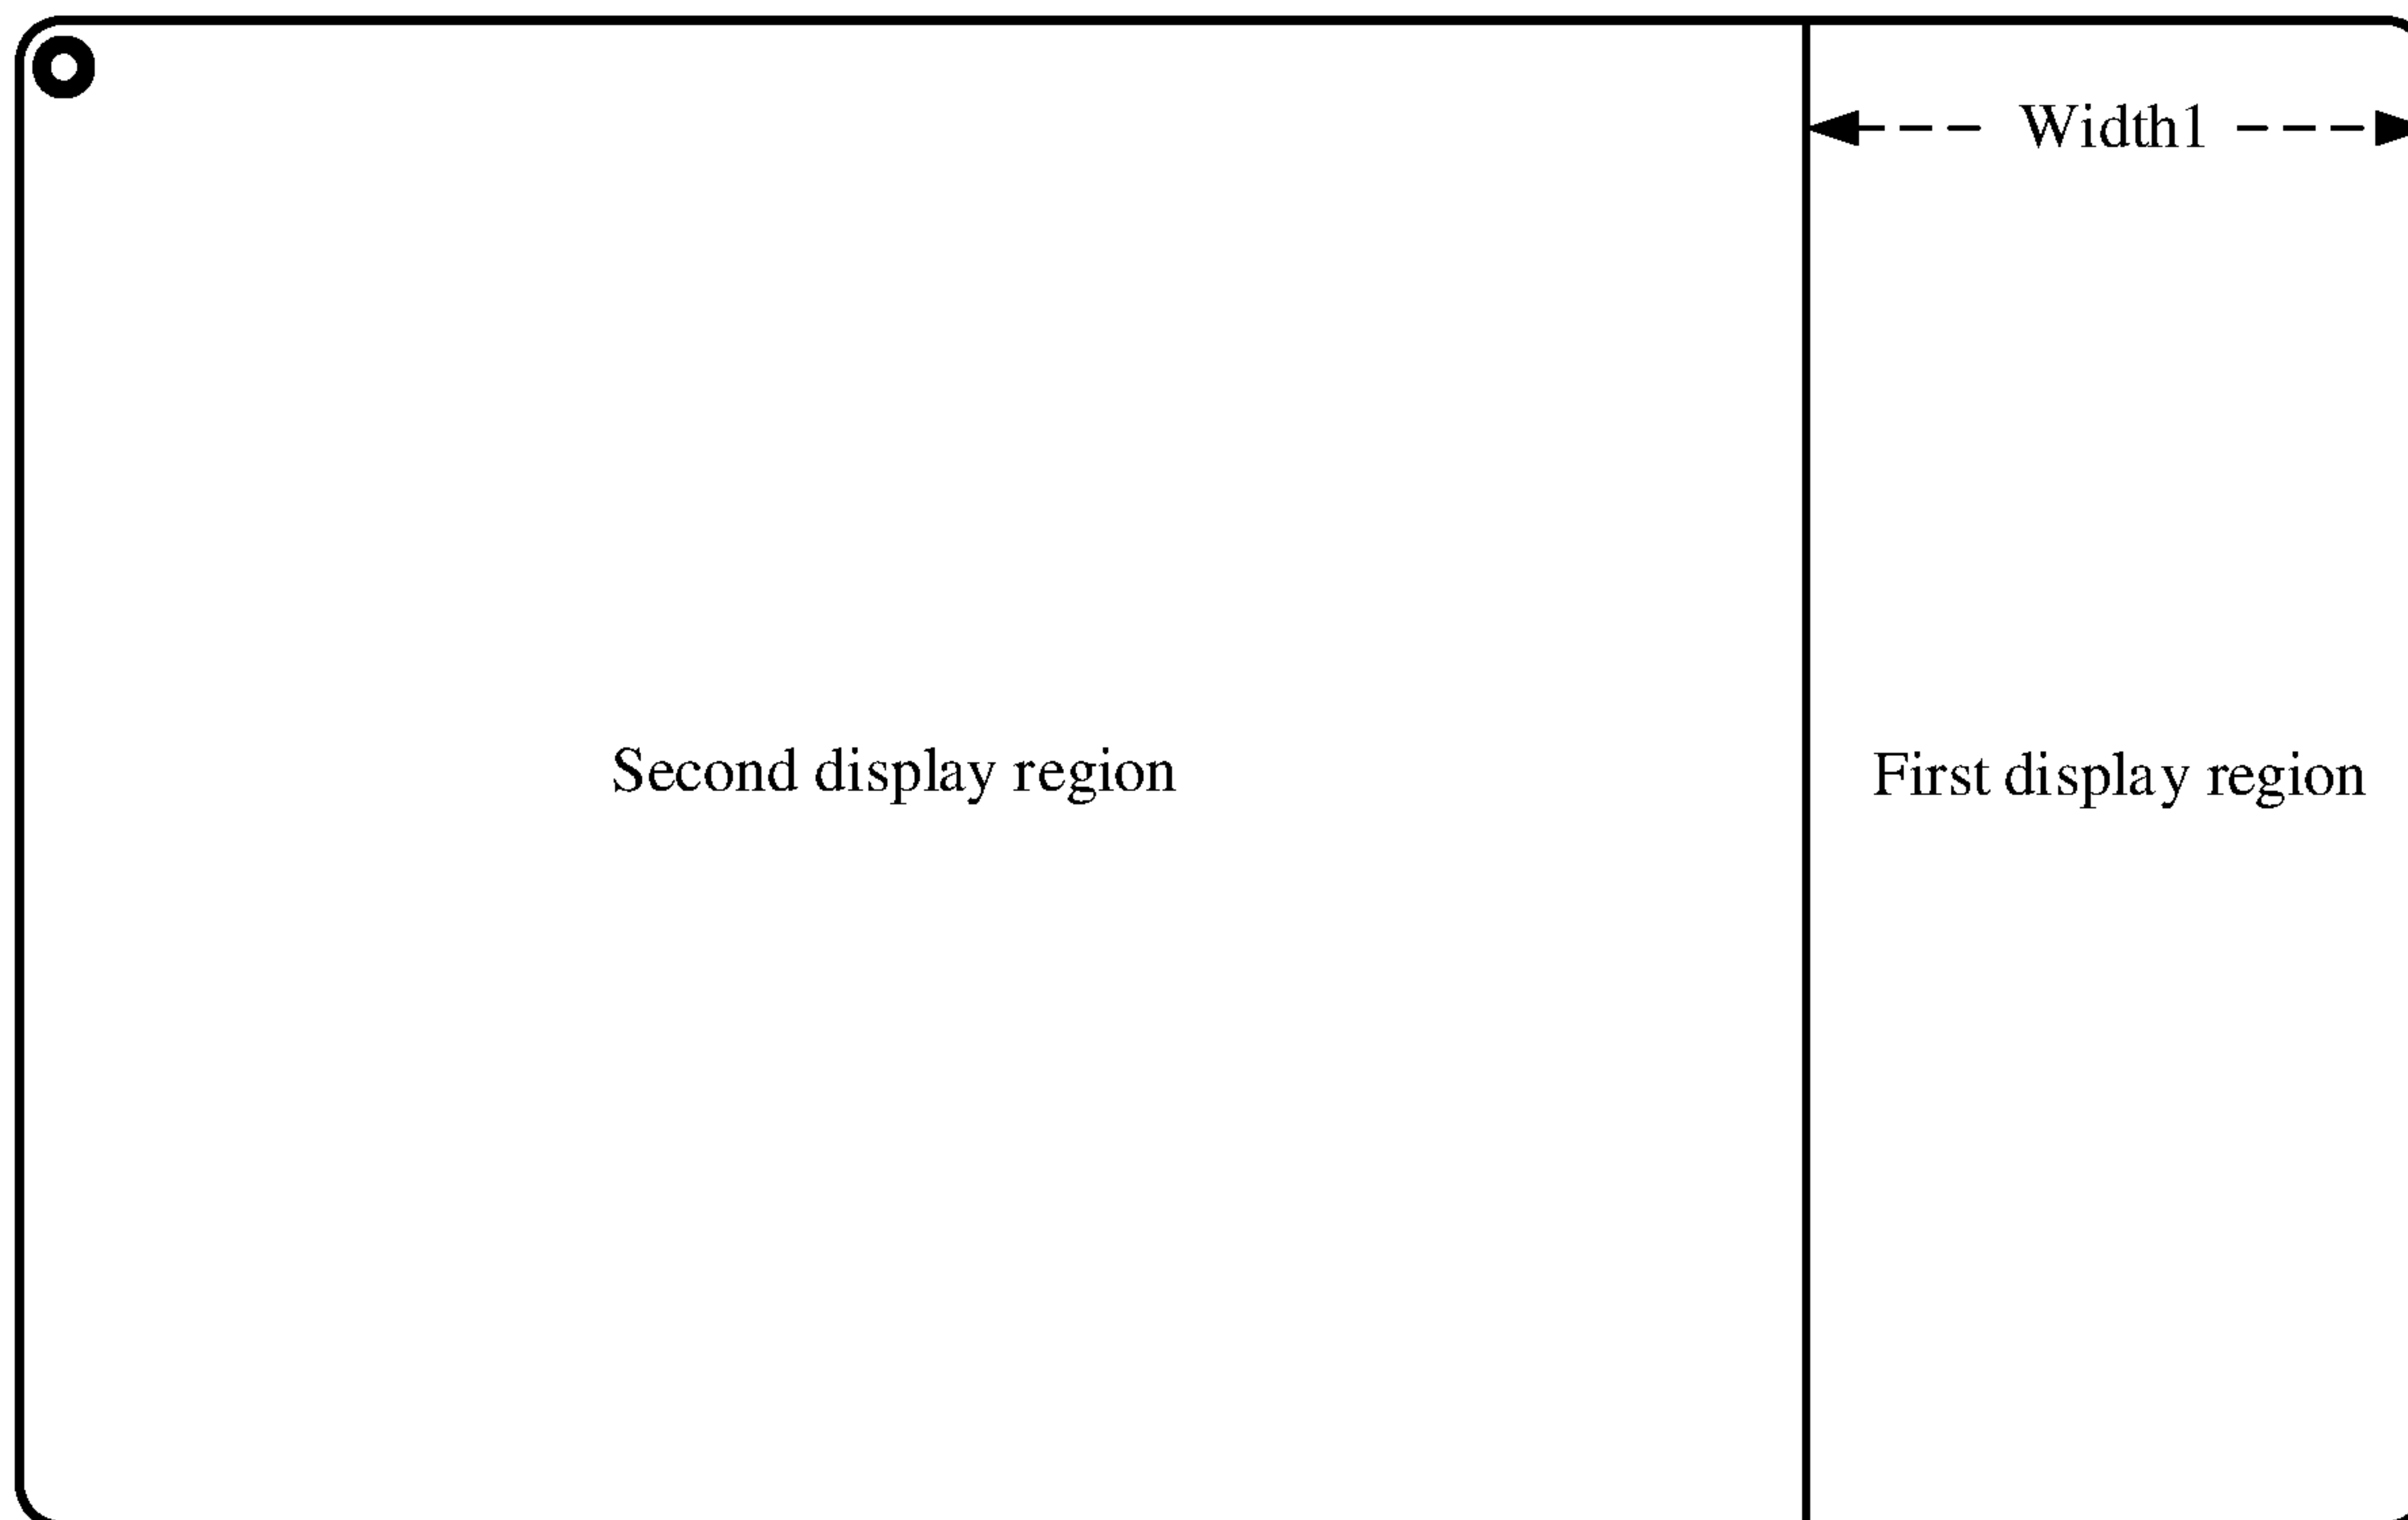 Width1
Second display region
First display region